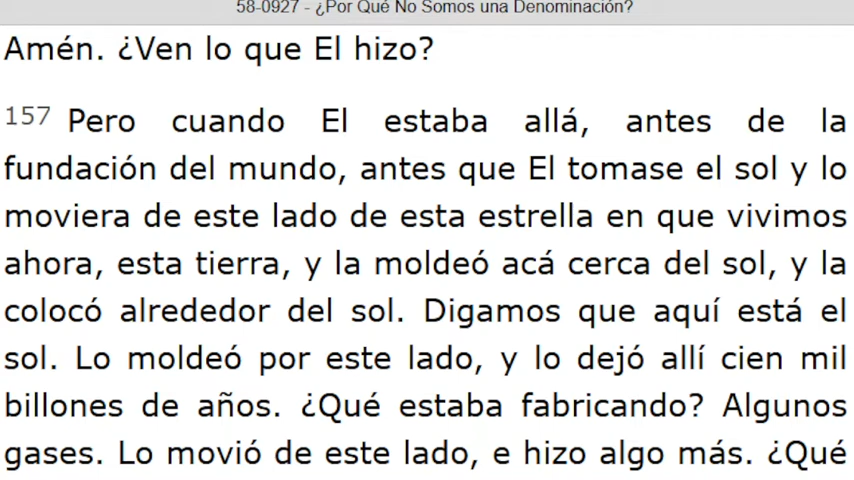 58-0927 - ¿Por Qué No Somos una Denominación?
Amén. ¿Ven lo que El hizo?
157 Pero cuando El estaba allá, antes de la
fundación del mundo, antes que El tomase el sol y lo
moviera de este lado de esta estrella en que vivimos
ahora, esta tierra, y la moldeó acá cerca del sol, y la
colocó alrededor del sol. Digamos que aquí está el
sol. Lo moldeó por este lado, y lo dejó allí cien mil
billones de años. ¿Qué estaba fabricando? Algunos
gases. Lo movió de este lado, e hizo algo más. ¿Qué